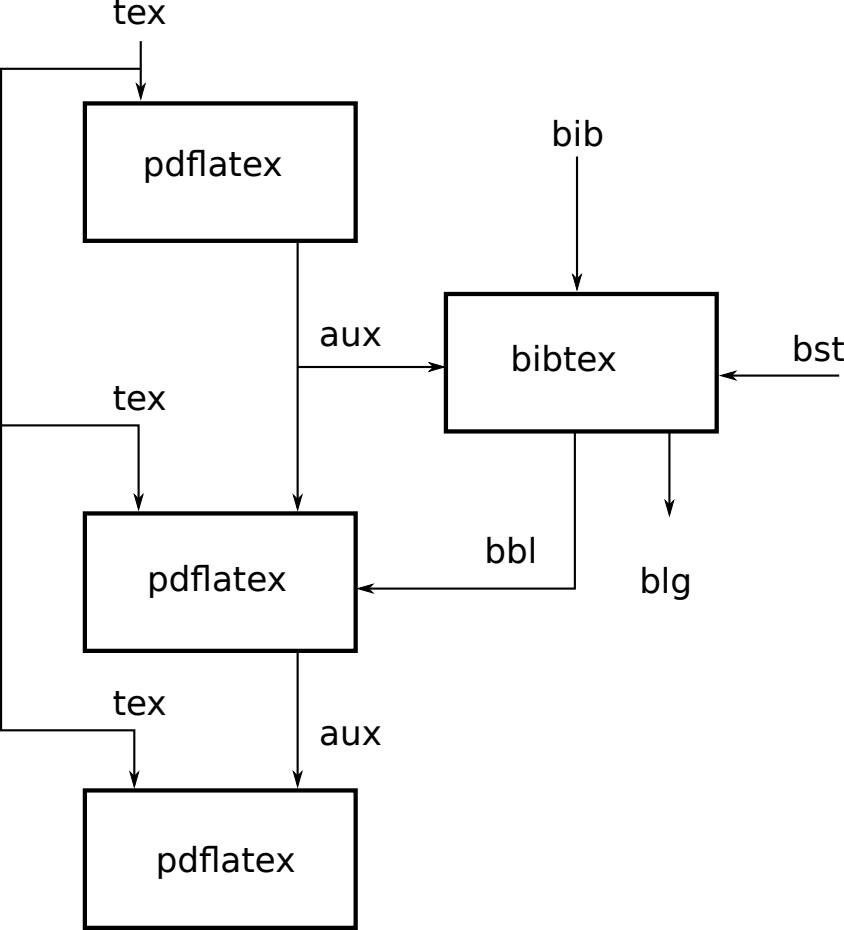 tex
pdflatex
bib
aux
bibtex
bst
tex
bbl
pdflatex
blg
tex
aux
pdflatex